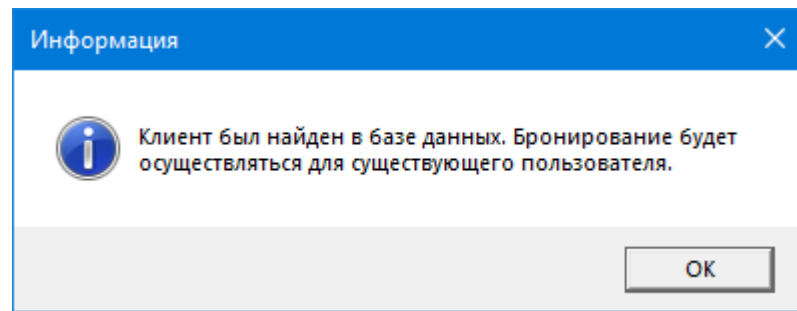 Информация
Клиент был найден в базе данных. Бронирование будет
осуществляться для существующего пользователя.
OK